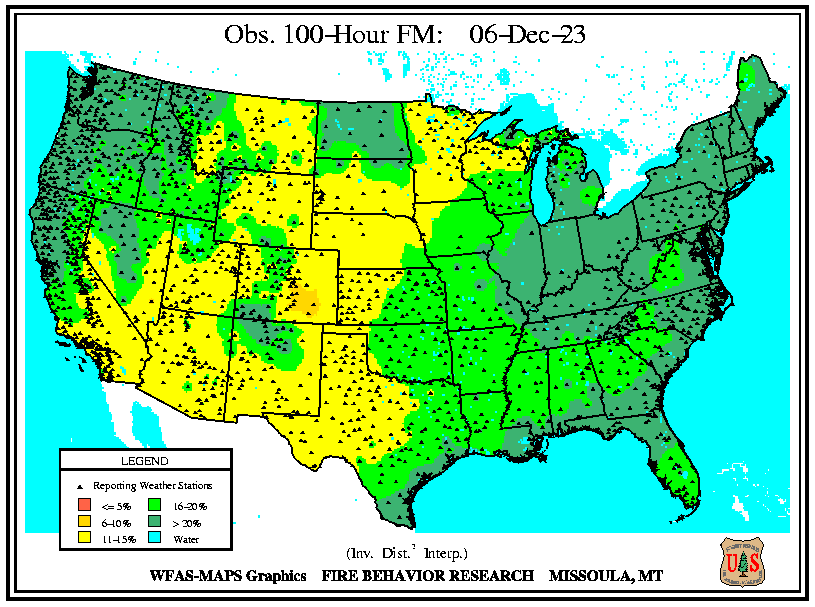 Obs. 100-Hour FM: 06-Dec-23
LEGEND
Reporting Weather Stations
<= 5% 16-20%
6-10% > 20%
11-15% Water
(Inv. Dist.² Interp.)
WFAS-MAPS Graphics FIRE BEHAVIOR RESEARCH MISSOULA, MT
U S